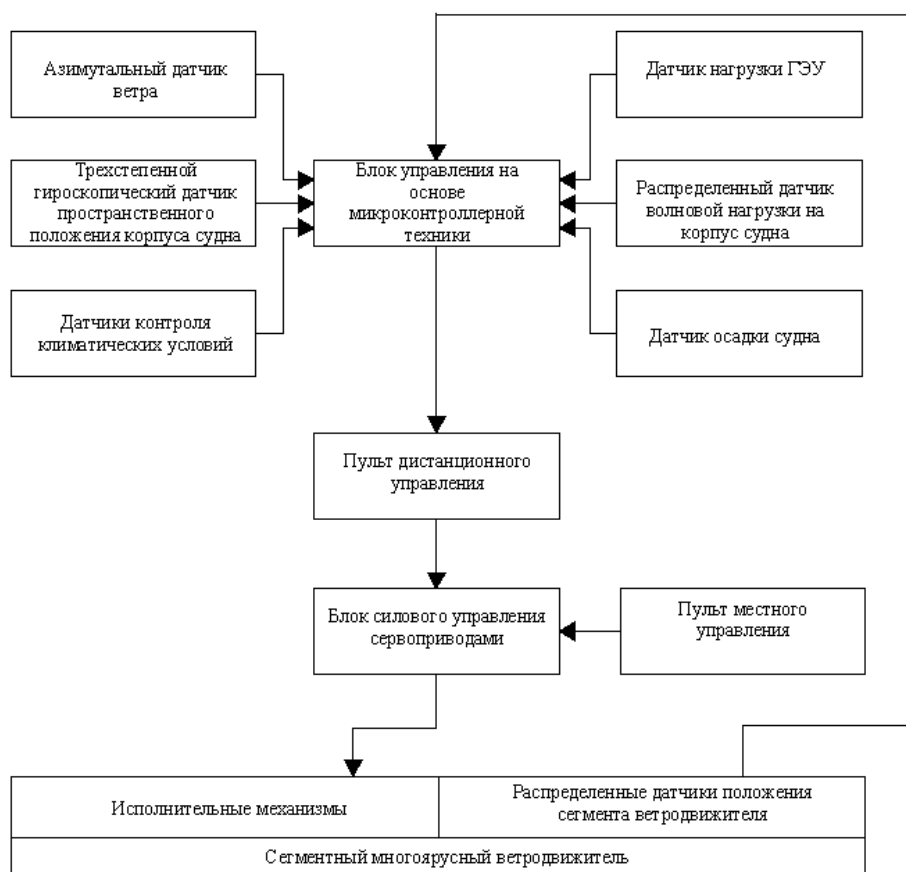 Азимутальный датчик
ветра
Датчик нагрузки ГЭУ
Трехстепенной
гироскопический датчик
пространственного
положения корпуса судна
Блок управления на
основе
микроконтроллерной
техники
Распределенный датчик
волновой нагрузки на
корпус судна
Датчики контроля
климатических условий
Датчик осадки судна
Пульт дистанционного
управления
Блок силового управления
сервоприводами
Пульт местного
управления
Исполнительные механизмы
Распределенные датчики положения
сегмента ветродвижителя
Сегментный многоярусный ветродвижитель